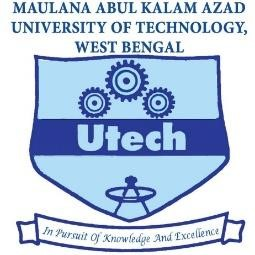 MAULANA ABUL KALAM AZAD
UNIVERSITY OF TECHNOLOGY,
WEST BENGAL
Utech
In Pursuit Of Knowledge And Excellence